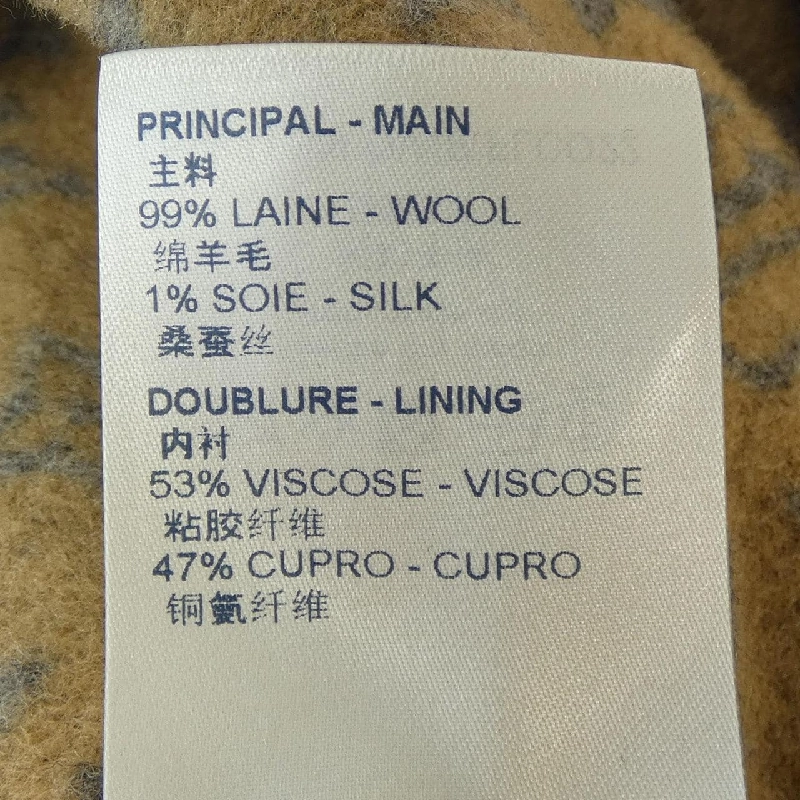 PRINCIPAL - MAIN
主料
99% LAINE - WOOL
绵羊毛
1% SOIE - SILK
桑蚕丝
DOUBLURE - LINING
内衬
53% VISCOSE - VISCOSE
粘胶纤维
47% CUPRO - CUPRO
铜氨纤维